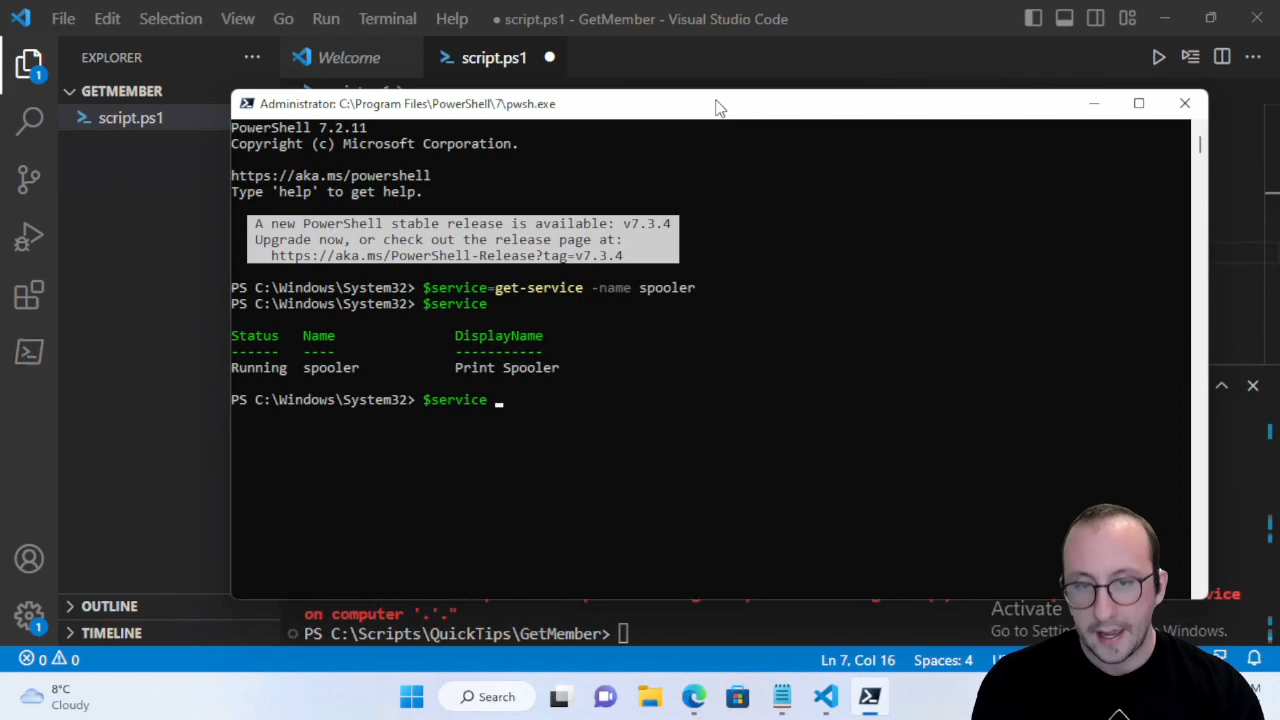 File Edit Selection View Go Run Terminal Help ● script.ps1 - GetMember - Visual Studio Code
EXPLORER ··· Welcome script.ps1
GETMEMBER
script.ps1
Administrator: C:\Program Files\PowerShell\7\pwsh.exe
PowerShell 7.2.11
Copyright (c) Microsoft Corporation.
https://aka.ms/powershell
Type 'help' to get help.
A new PowerShell stable release is available: v7.3.4
Upgrade now, or check out the release page at:
https://aka.ms/PowerShell-Release?tag=v7.3.4
PS C:\Windows\System32> $service=get-service -name spooler
PS C:\Windows\System32> $service
Status Name DisplayName
------ ---- -----------
Running spooler Print Spooler
PS C:\Windows\System32> $service _
OUTLINE
on computer '.'."
TIMELINE
PS C:\Scripts\QuickTips\GetMember>
Activate
Go to Setting Windows.
0 0 Ln 7, Col 16 Spaces: 4
8°C
Cloudy
Search
1
1